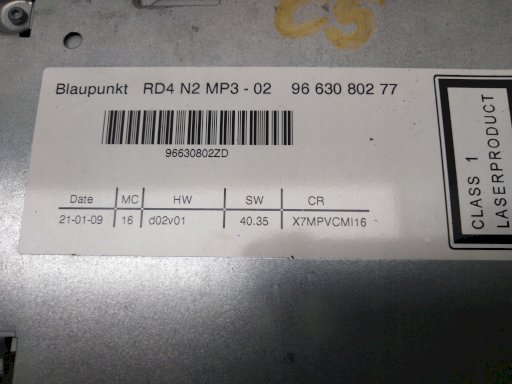 C5
Blaupunkt RD4 N2 MP3 - 02 96 630 802 77
96630802ZD
Date MC HW SW CR
21-01-09 16 d02v01 40.35 X7MPVCMI16
CLASS 1
LASERPRODUCT